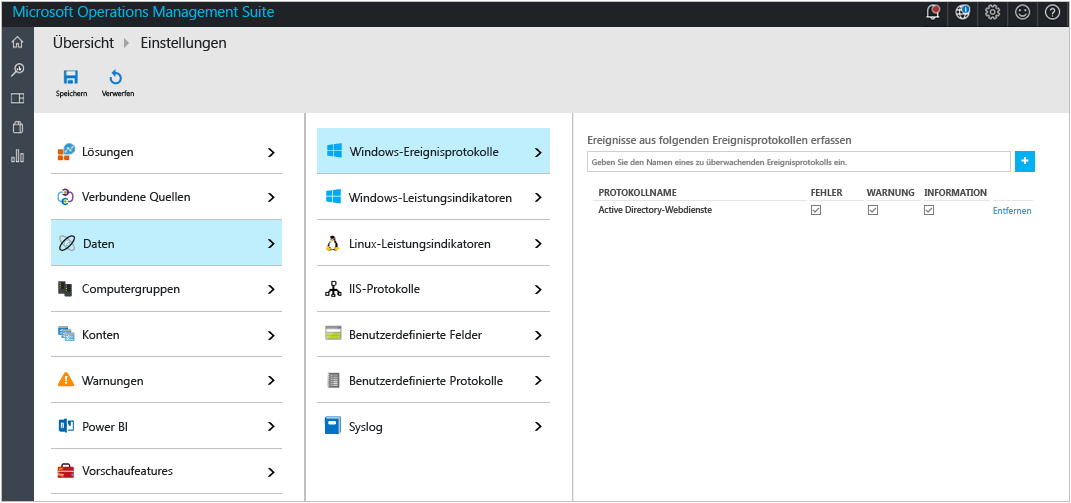 Microsoft Operations Management Suite
Übersicht Einstellungen
Speichern Verwerfen
Lösungen
Verbundene Quellen
Daten
Computergruppen
Konten
Warnungen
Power BI
Vorschaufeatures
Windows-Ereignisprotokolle
Windows-Leistungsindikatoren
Linux-Leistungsindikatoren
IIS-Protokolle
Benutzerdefinierte Felder
Benutzerdefinierte Protokolle
Syslog
Ereignisse aus folgenden Ereignisprotokollen erfassen
Geben Sie den Namen eines zu überwachenden Ereignisprotokolls ein.
PROTOKOLLNAME FEHLER WARNUNG INFORMATION
Active Directory-Webdienste Entfernen